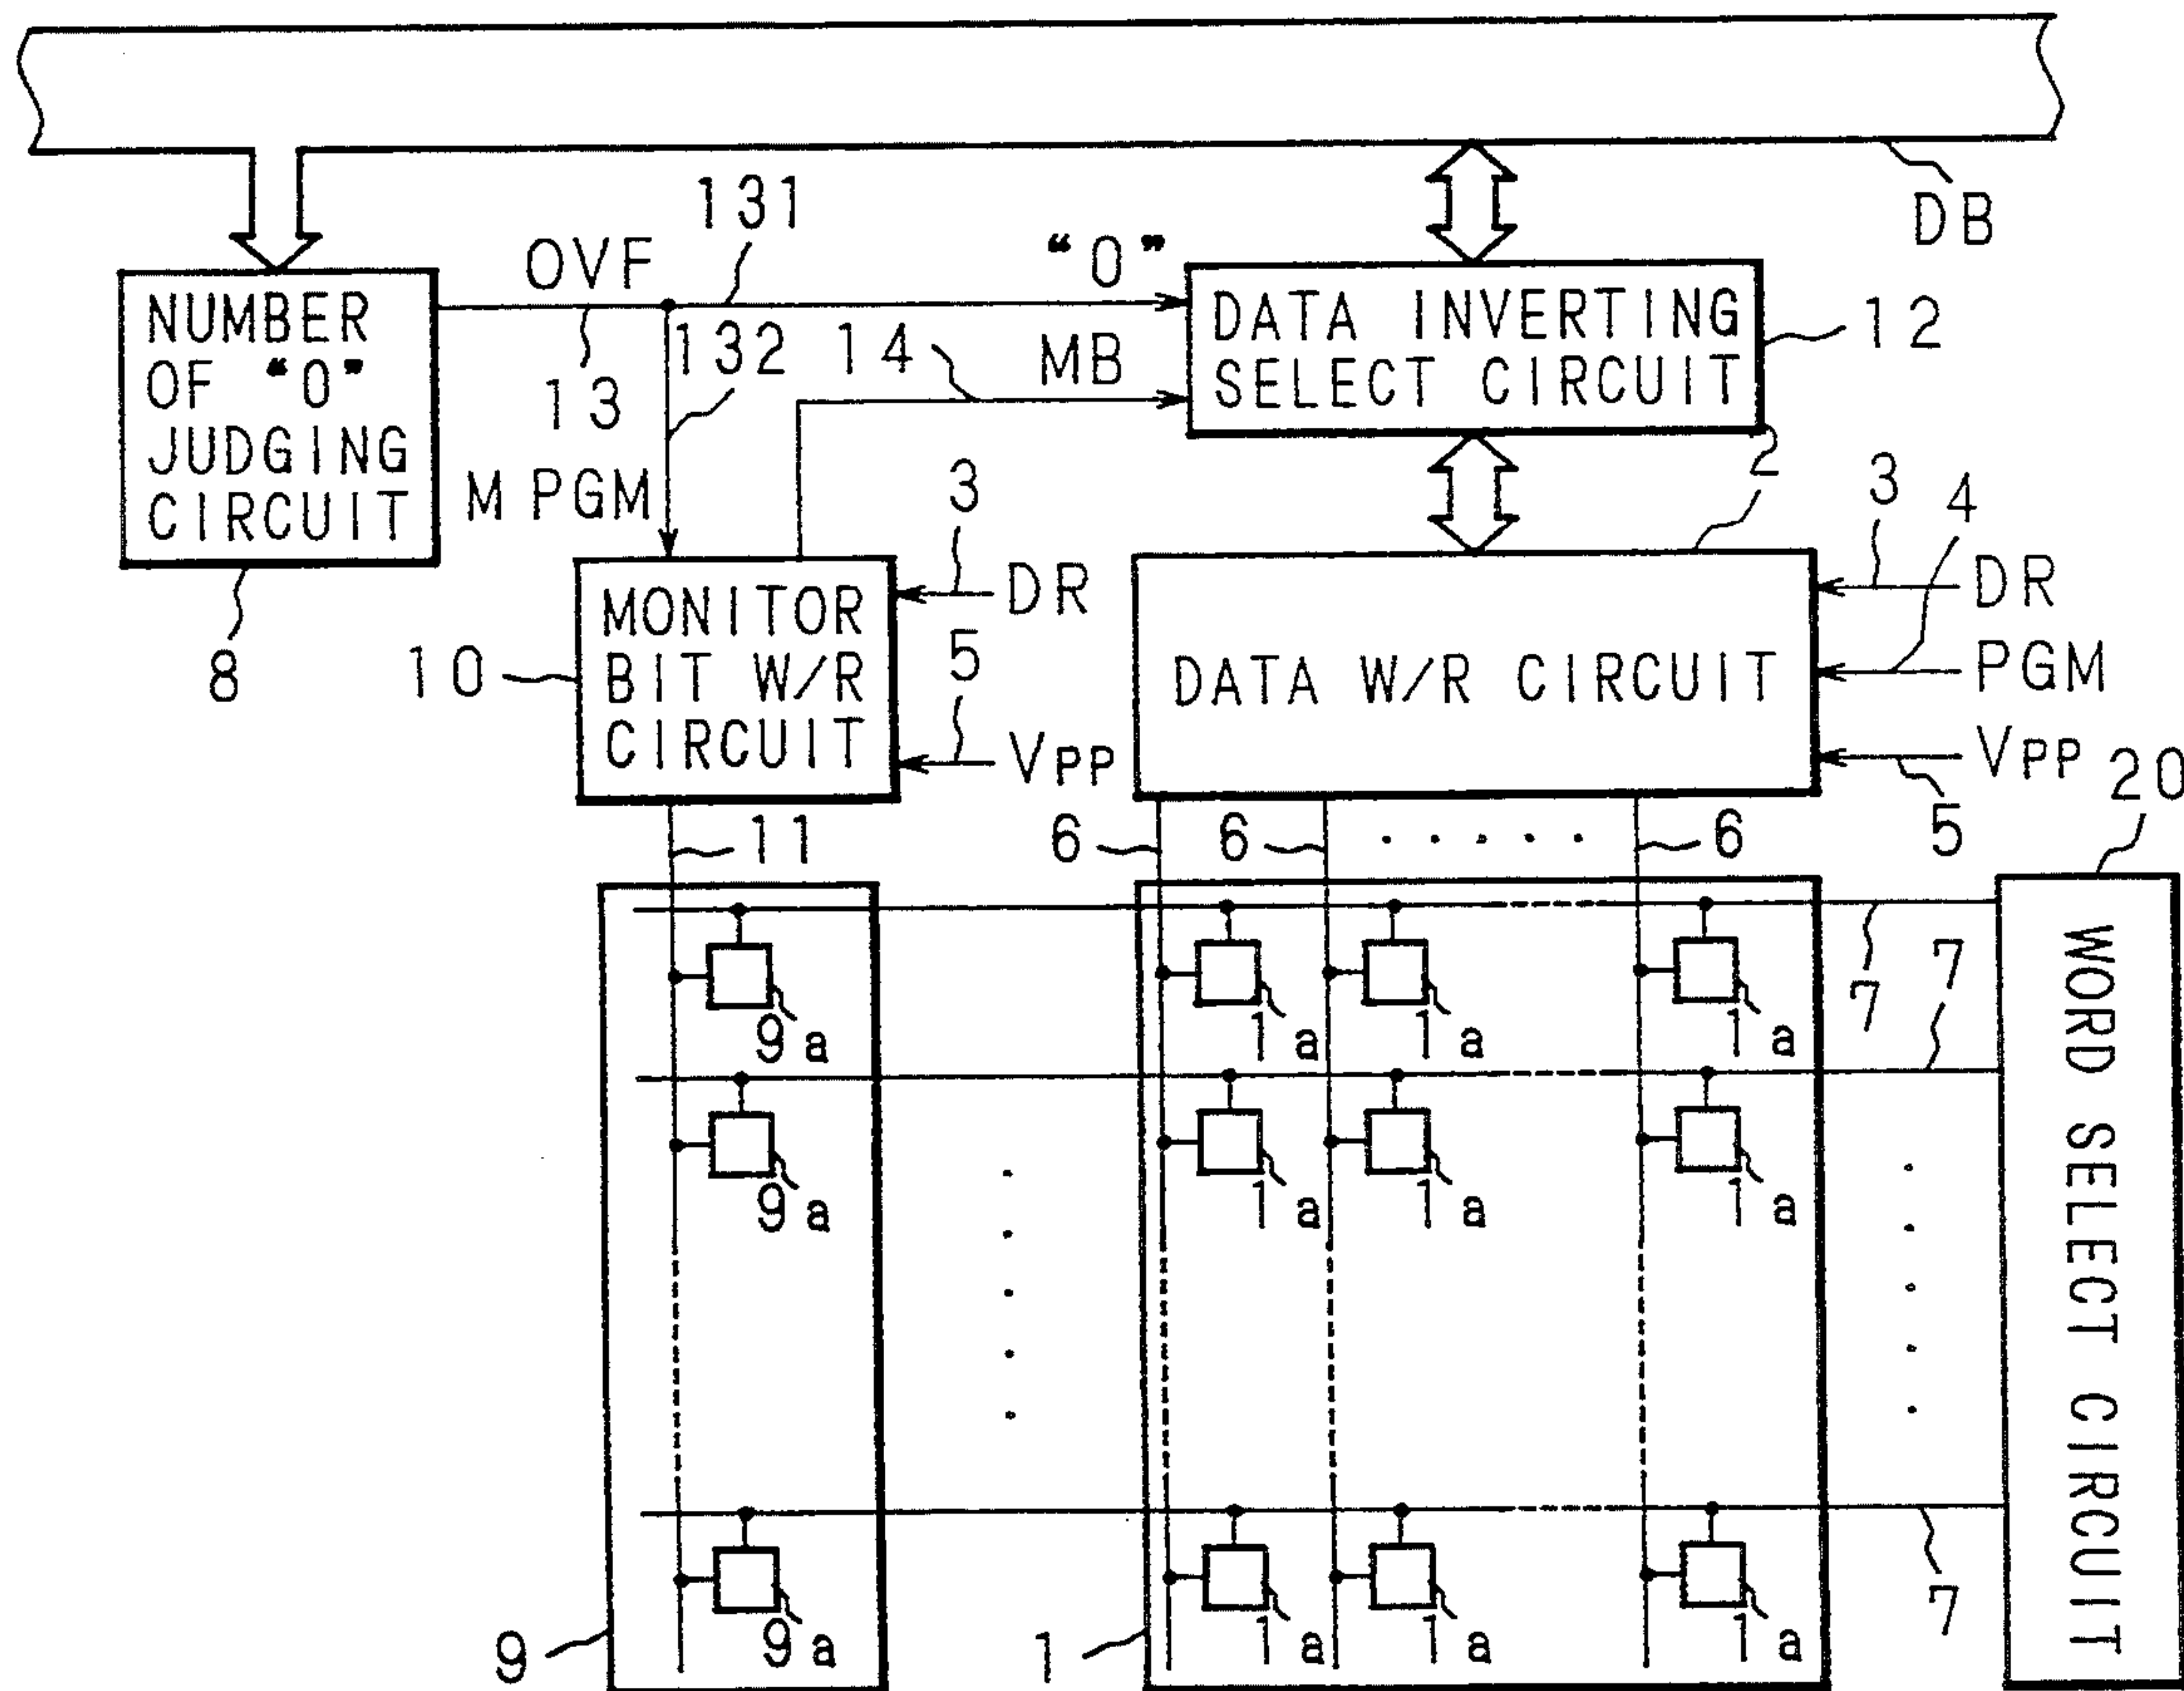 DB
131
OVF
"0"
NUMBER
OF "0"
JUDGING
CIRCUIT
DATA INVERTING
SELECT CIRCUIT
12
13
132
14
MB
M PGM
3
2
3
4
8
10
MONITOR
BIT W/R
CIRCUIT
DR
5
VPP
DATA W/R CIRCUIT
DR
PGM
VPP
5
20
11
6
6
. . . . .
6
7
7
9a
1a
1a
1a
9a
1a
1a
1a
WORD SELECT CIRCUIT
9a
1a
1a
1a
7
9
1